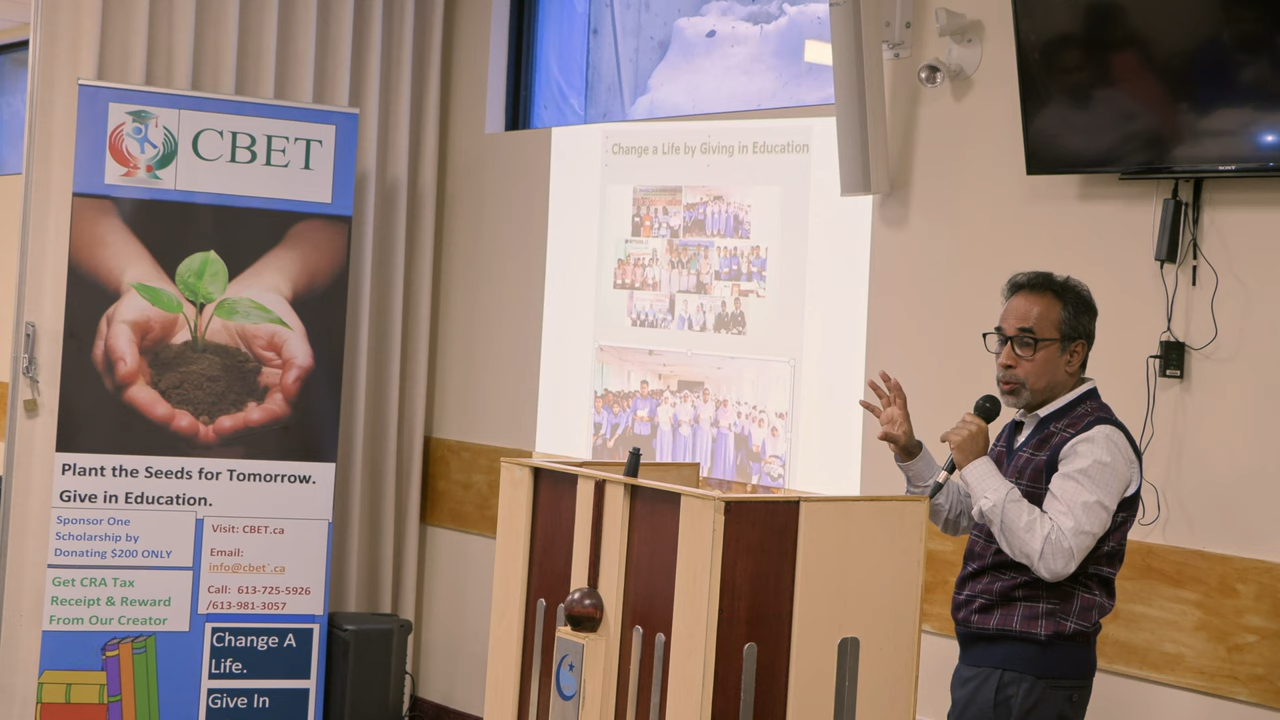 CBET
Plant the Seeds for Tomorrow.
Give in Education.
Sponsor One
Scholarship by
Donating $200 ONLY
Get CRA Tax
Receipt & Reward
From Our Creator
Visit: CBET.ca
Email:
info@cbet`.ca
Call: 613-725-5926
/613-981-3057
Change A
Life.
Give In
Change a Life by Giving in Education
SONY